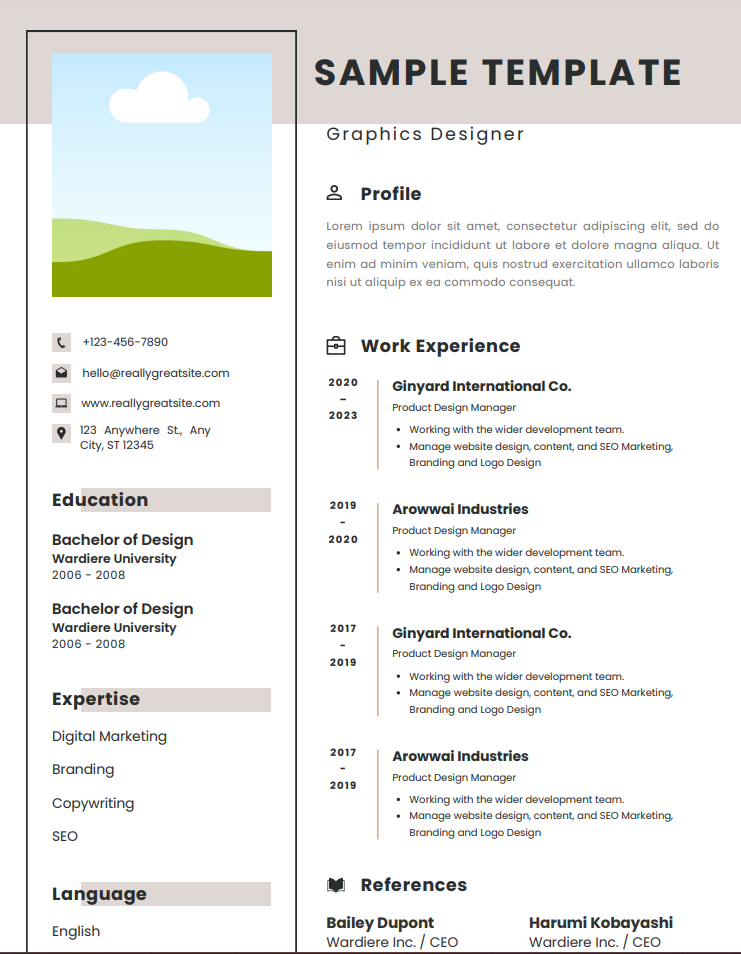 SAMPLE TEMPLATE
Graphics Designer
+123-456-7890
hello@reallygreatsite.com
www.reallygreatsite.com
123 Anywhere St., Any
City, ST 12345
Education
Bachelor of Design
Wardiere University
2006 - 2008
Bachelor of Design
Wardiere University
2006 - 2008
Expertise
Digital Marketing
Branding
Copywriting
SEO
Language
English
Profile
Lorem ipsum dolor sit amet, consectetur adipiscing elit, sed do
eiusmod tempor incididunt ut labore et dolore magna aliqua. Ut
enim ad minim veniam, quis nostrud exercitation ullamco laboris
nisi ut aliquip ex ea commodo consequat.
Work Experience
2020
-
2023
Ginyard International Co.
Product Design Manager
• Working with the wider development team.
• Manage website design, content, and SEO Marketing,
Branding and Logo Design
2019
-
2020
Arowwai Industries
Product Design Manager
• Working with the wider development team.
• Manage website design, content, and SEO Marketing,
Branding and Logo Design
2017
-
2019
Ginyard International Co.
Product Design Manager
• Working with the wider development team.
• Manage website design, content, and SEO Marketing,
Branding and Logo Design
2017
-
2019
Arowwai Industries
Product Design Manager
• Working with the wider development team.
• Manage website design, content, and SEO Marketing,
Branding and Logo Design
References
Bailey Dupont
Wardiere Inc. / CEO
Harumi Kobayashi
Wardiere Inc. / CEO